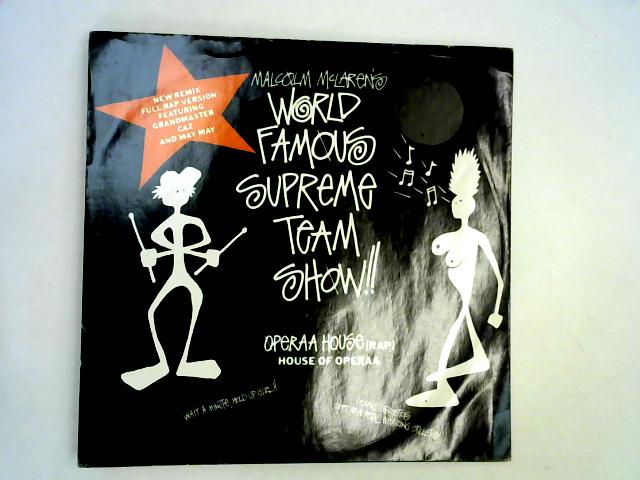 NEW REMIX
FULL RAP VERSION
FEATURING
GRANDMASTER
CAZ
AND MAY MAY
MALCOLM McLAREN'S
WORLD
FAMOUS
SUPREME
TEAM
SHOW!!
OPERAA HOUSE (RAP)
HOUSE OF OPERAA
WAIT A MINUTE, HOLD UP GIRL!!